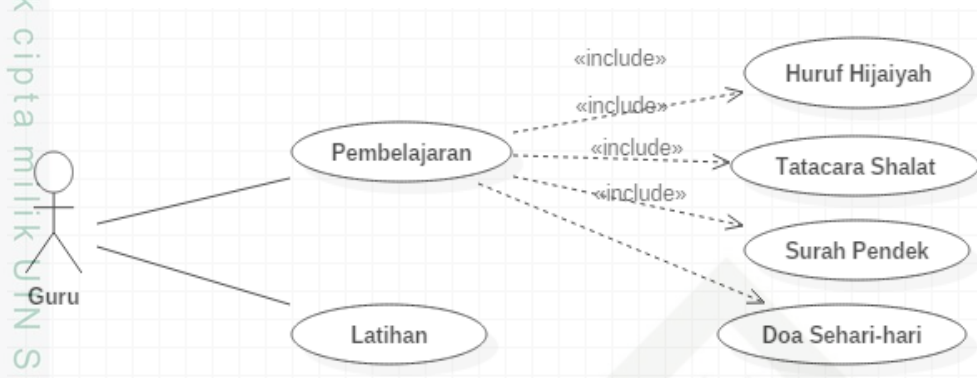 k cipta milik UIN S
«include»
Huruf Hijaiyah
«include»
Pembelajaran
«include»
Tatacara Shalat
«include»
Surah Pendek
Guru
Latihan
Doa Sehari-hari